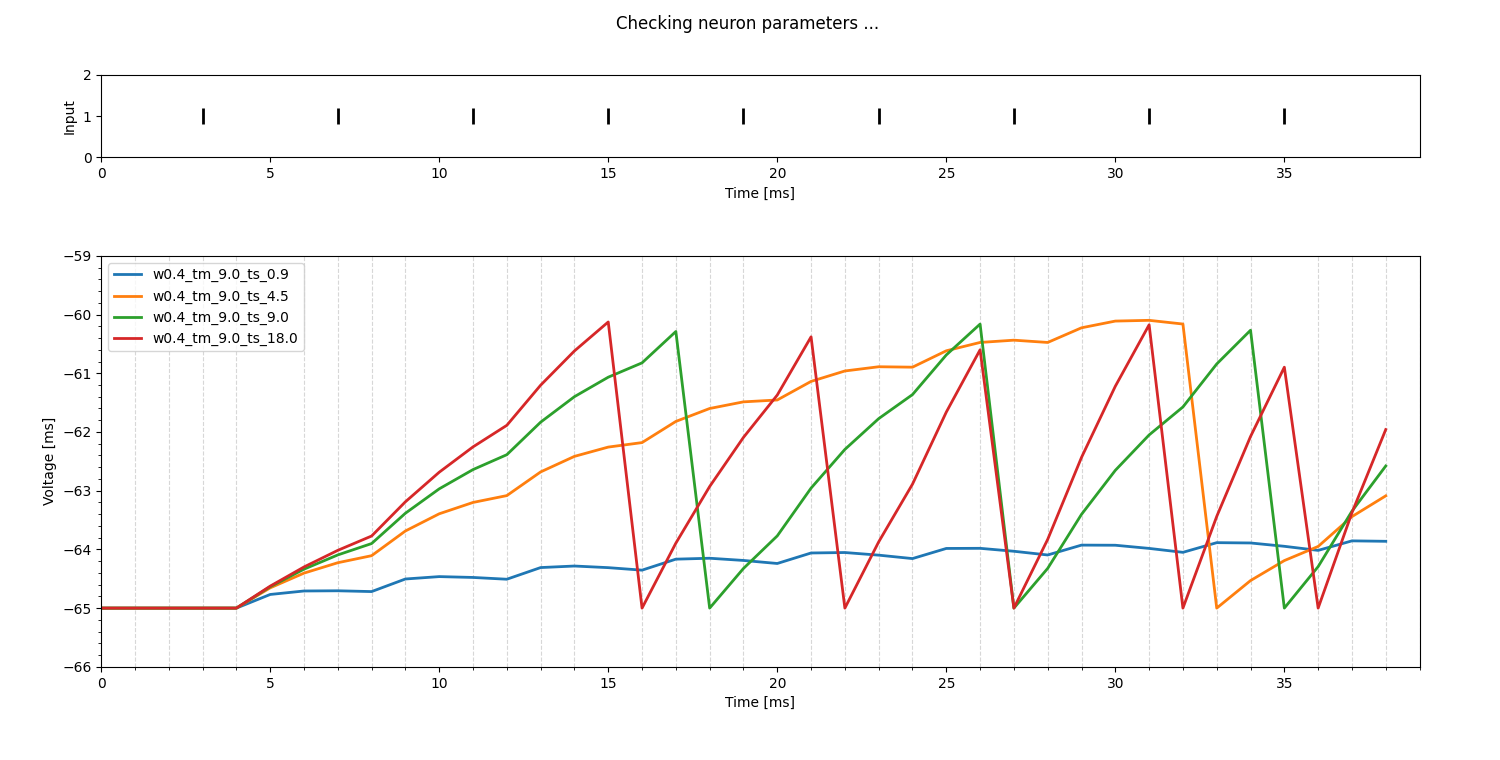 Checking neuron parameters ...
2
1
0
Input
0 5 10 15 20 25 30 35
Time [ms]
−59
−60
−61
−62
−63
−64
−65
−66
Voltage [ms]
w0.4_tm_9.0_ts_0.9
w0.4_tm_9.0_ts_4.5
w0.4_tm_9.0_ts_9.0
w0.4_tm_9.0_ts_18.0
0 5 10 15 20 25 30 35
Time [ms]